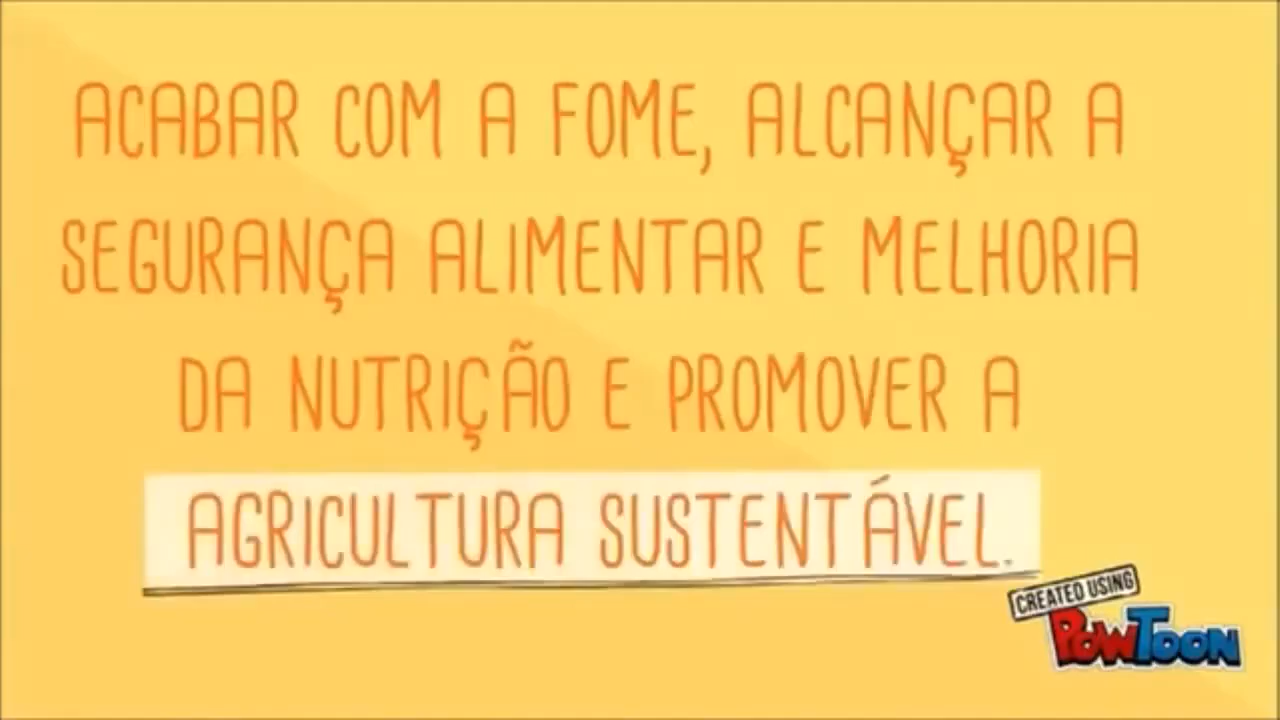 ACABAR COM A FOME, ALCANÇAR A
SEGURANÇA ALIMENTAR E MELHORIA
DA NUTRIÇÃO E PROMOVER A
AGRICULTURA SUSTENTÁVEL.
CREATED USING
POWTOON